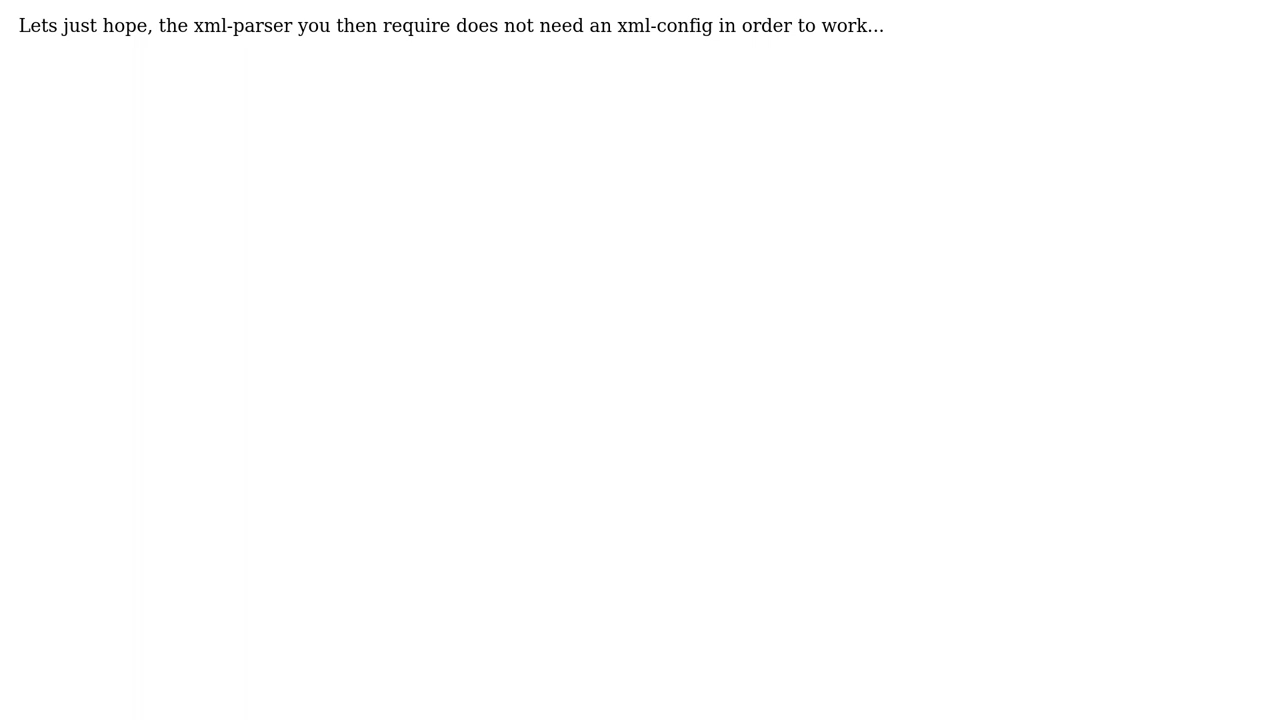 Lets just hope, the xml-parser you then require does not need an xml-config in order to work...